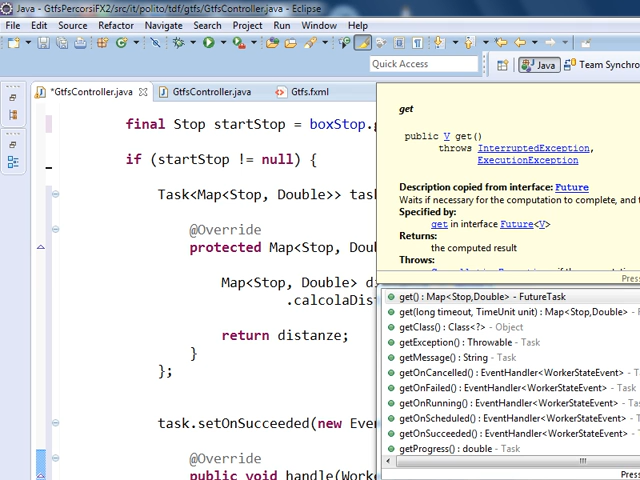 Java - GtfsPercorsiFX2/src/it/polito/tdf/gtfs/GtfsController.java - Eclipse
File Edit Source Refactor Navigate Search Project Run Window Help
Quick Access
Java Team Synchro
*GtfsController.java GtfsController.java Gtfs.fxml
final Stop startStop = boxStop.g
if (startStop != null) {
Task<Map<Stop, Double>> task
@Override
protected Map<Stop, Dou
Map<Stop, Double> di
.calcolaDis
return distanze;
}
};
task.setOnSucceeded(new Even
@Override
public void handle(Work
get
public V get()
throws InterruptedException,
ExecutionException
Description copied from interface: Future
Waits if necessary for the computation to complete, and t
Specified by:
get in interface Future<V>
Returns:
the computed result
Throws:
Press
get() : Map<Stop,Double> - FutureTask
get(long timeout, TimeUnit unit) : Map<Stop,Double> - F
getClass() : Class<?> - Object
getException() : Throwable - Task
getMessage() : String - Task
getOnCancelled() : EventHandler<WorkerStateEvent> - T
getOnFailed() : EventHandler<WorkerStateEvent> - Task
getOnRunning() : EventHandler<WorkerStateEvent> - Tas
getOnScheduled() : EventHandler<WorkerStateEvent> - T
getOnSucceeded() : EventHandler<WorkerStateEvent> - T
getProgress() : double - Task
Press